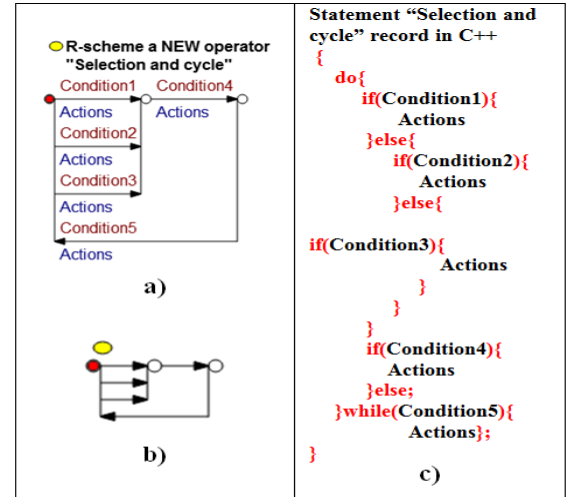 R-scheme a NEW operator
"Selection and cycle"
Condition1 Condition4
Actions Actions
Condition2
Actions
Condition3
Actions
Condition5
Actions
a)
b)
Statement “Selection and
cycle” record in C++
{
do{
if(Condition1){
Actions
}else{
if(Condition2){
Actions
}else{
if(Condition3){
Actions
}
}
}
if(Condition4){
Actions
}else;
}while(Condition5){
Actions};
}
c)